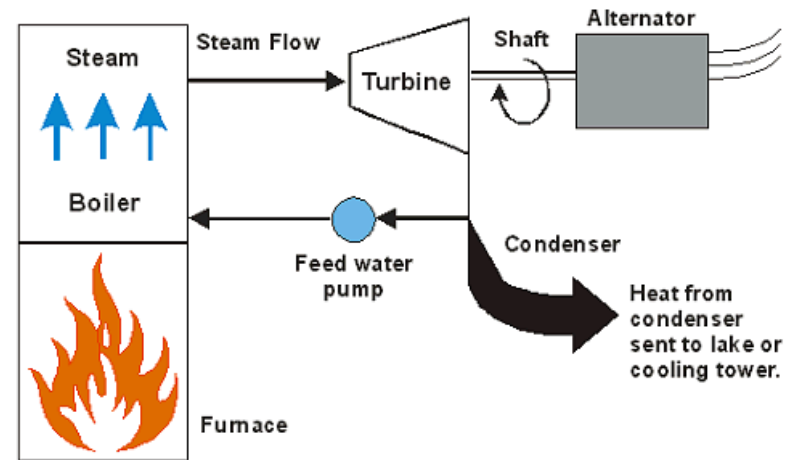 Alternator
Steam Flow
Shaft
Steam
Turbine
Boiler
Feed water
pump
Condenser
Heat from
condenser
sent to lake or
cooling tower.
Furnace